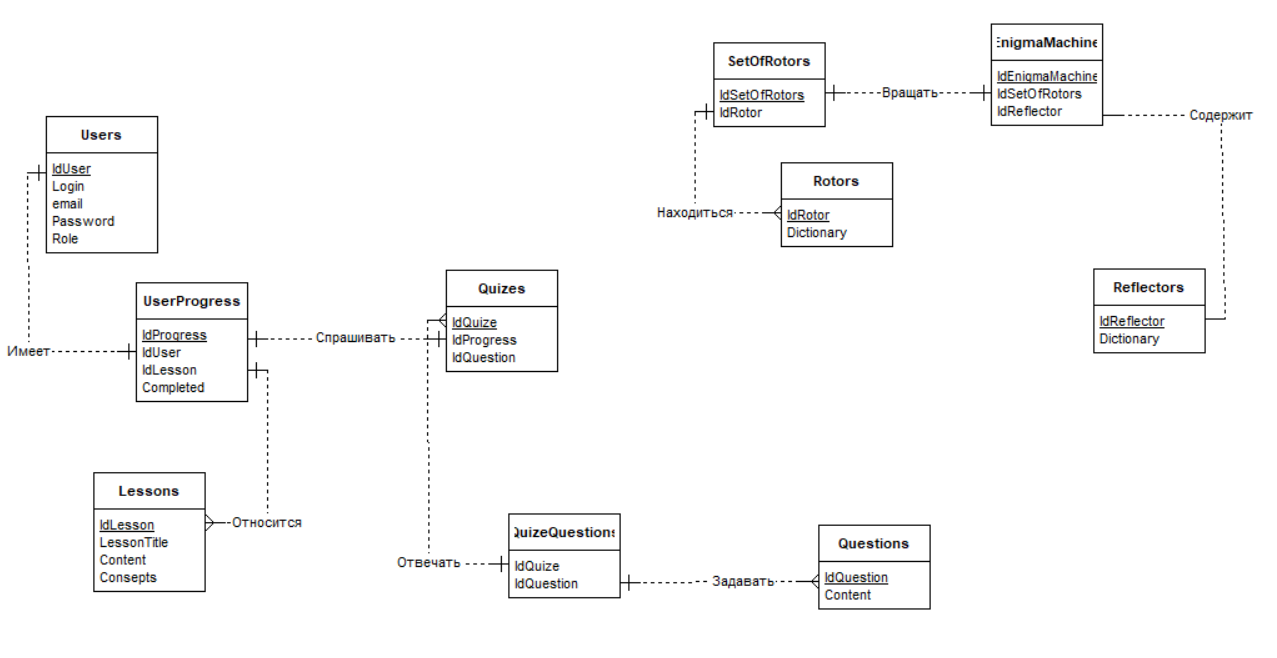 Users
IdUser
Login
email
Password
Role
Имеет
UserProgress
IdProgress
IdUser
IdLesson
Completed
Спрашивать
Quizes
IdQuize
IdProgress
IdQuestion
Lessons
IdLesson
LessonTitle
Content
Consepts
Относится
Отвечать
QuizeQuestions
IdQuize
IdQuestion
Задавать
Questions
IdQuestion
Content
SetOfRotors
IdSetOfRotors
IdRotor
Вращать
EnigmaMachine
IdEnigmaMachine
IdSetOfRotors
IdReflector
Содержит
Находиться
Rotors
IdRotor
Dictionary
Reflectors
IdReflector
Dictionary